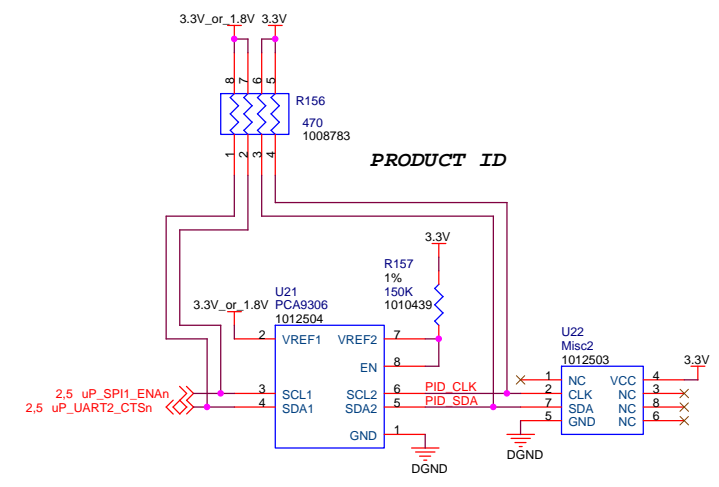 3.3V_or_1.8V 3.3V
8 7 6 5
R156
470
1008783
1 2 3 4
PRODUCT ID
3.3V
R157
1%
150K
1010439
U21
PCA9306
1012504
3.3V_or_1.8V
2 VREF1 VREF2 7
EN 8
2,5 uP_SPI1_ENAn 3 SCL1 SCL2 6 PID_CLK
2,5 uP_UART2_CTSn 4 SDA1 SDA2 5 PID_SDA
GND 1
DGND
U22
Misc2
1012503
3.3V
1 NC VCC 4
2 CLK NC 3
7 SDA NC 8
5 GND NC 6
DGND